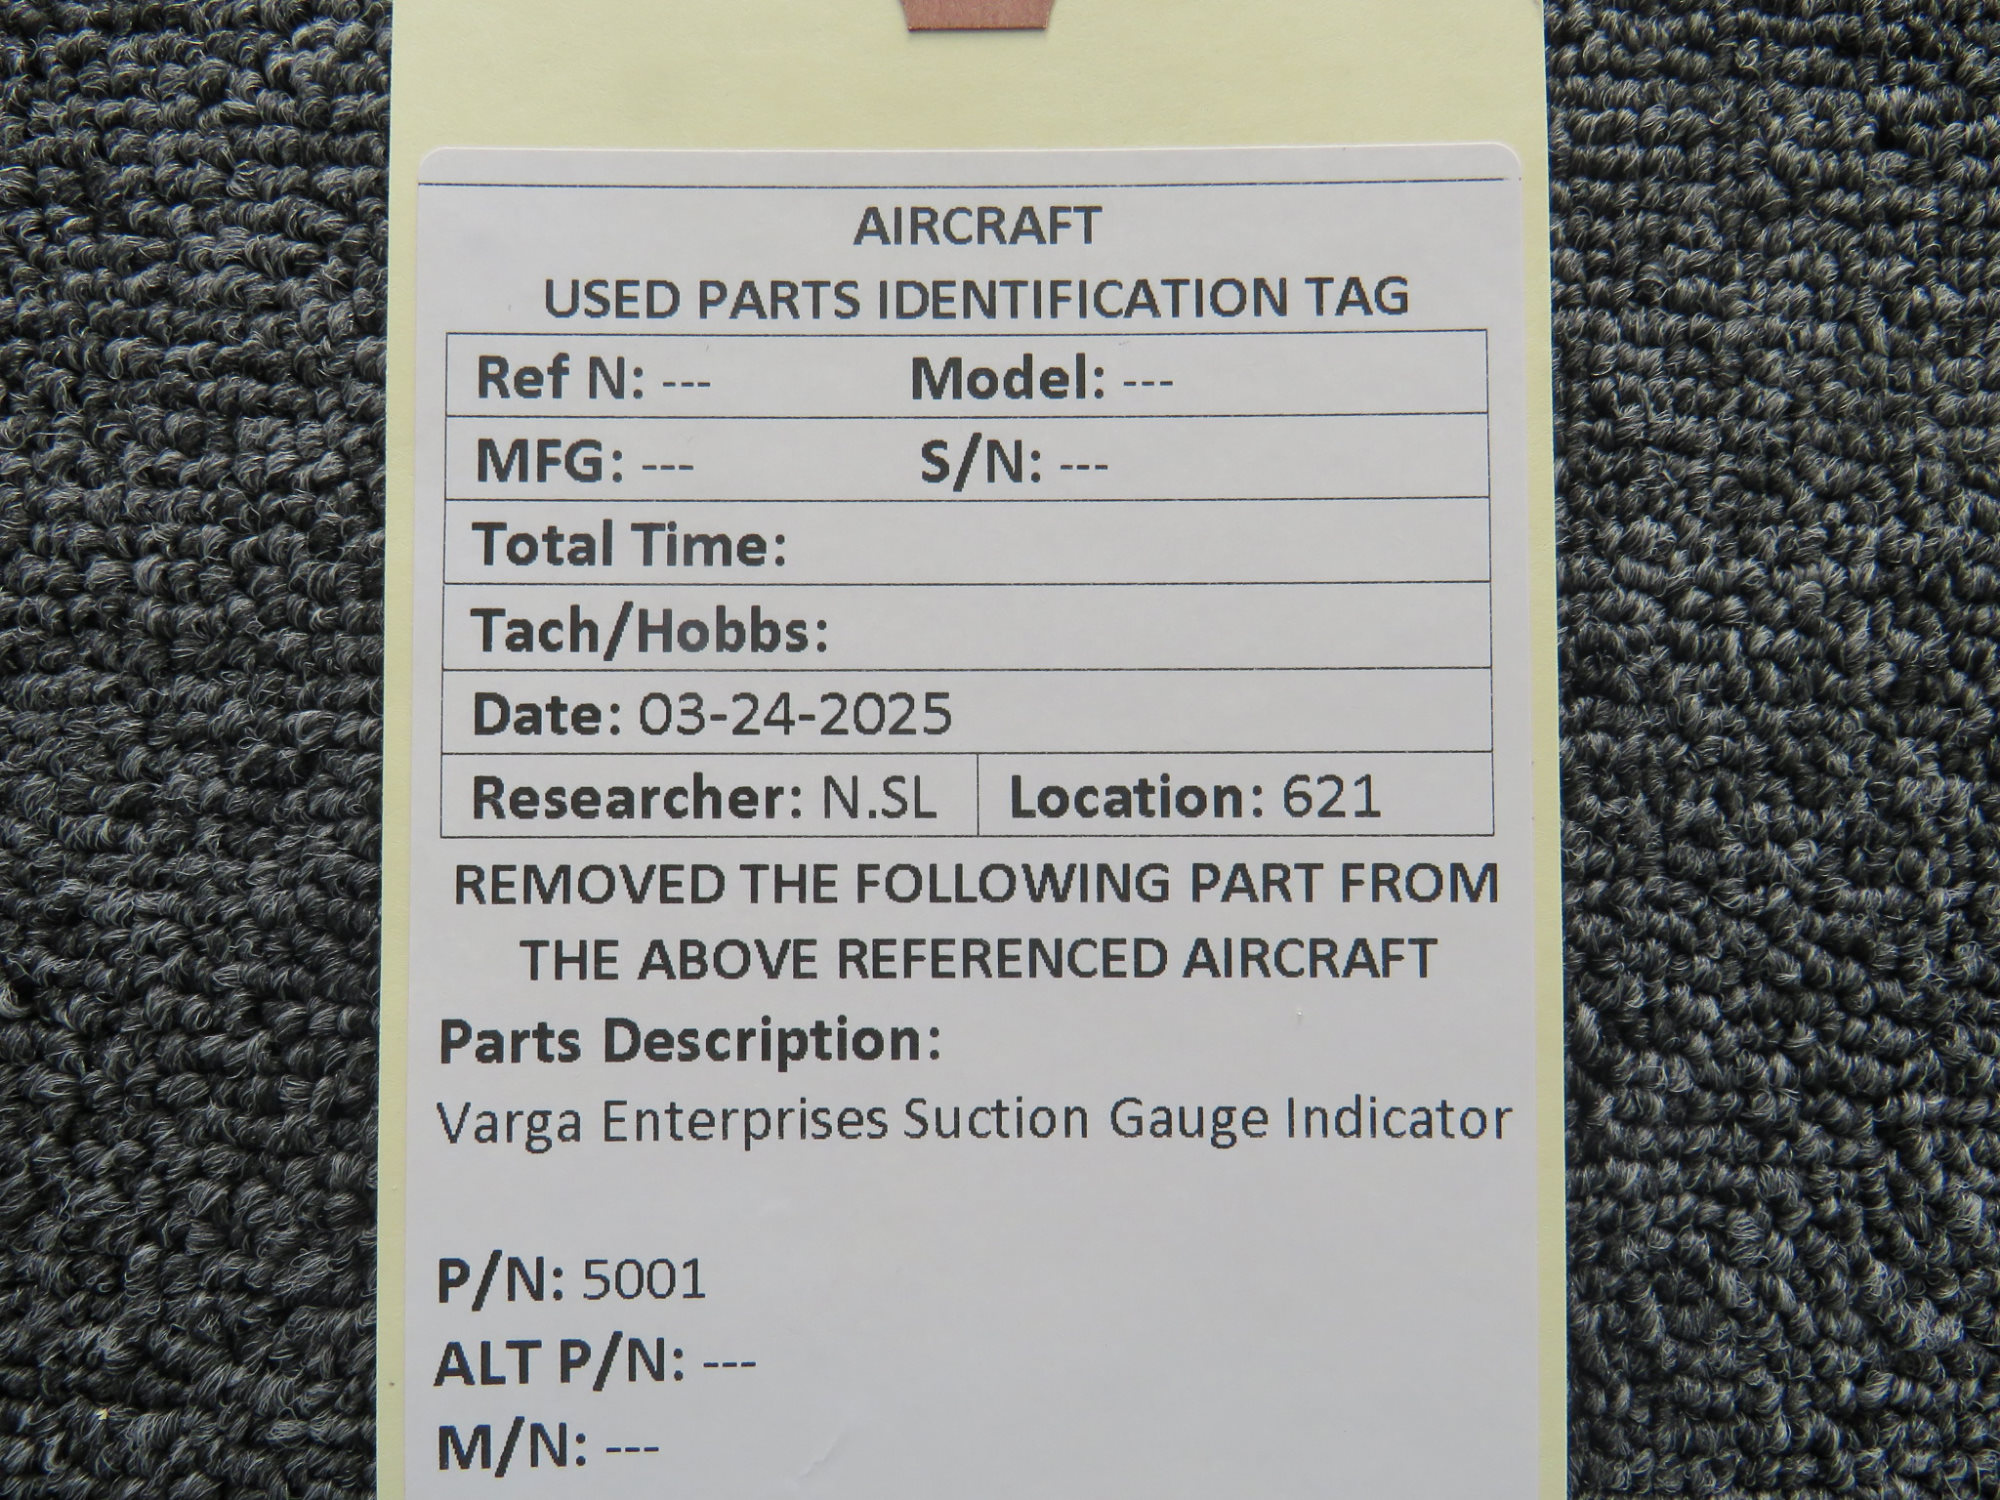 AIRCRAFT
USED PARTS IDENTIFICATION TAG
Ref N: --- Model: ---
MFG: --- S/N: ---
Total Time:
Tach/Hobbs:
Date: 03-24-2025
Researcher: N.SL Location: 621
REMOVED THE FOLLOWING PART FROM
THE ABOVE REFERENCED AIRCRAFT
Parts Description:
Varga Enterprises Suction Gauge Indicator
P/N: 5001
ALT P/N: ---
M/N: ---